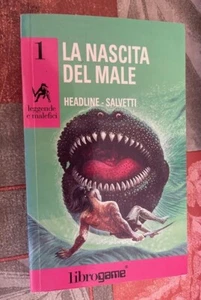 1
LA NASCITA
DEL MALE
leggende
e malefici
HEADLINE - SALVETTI
librogame